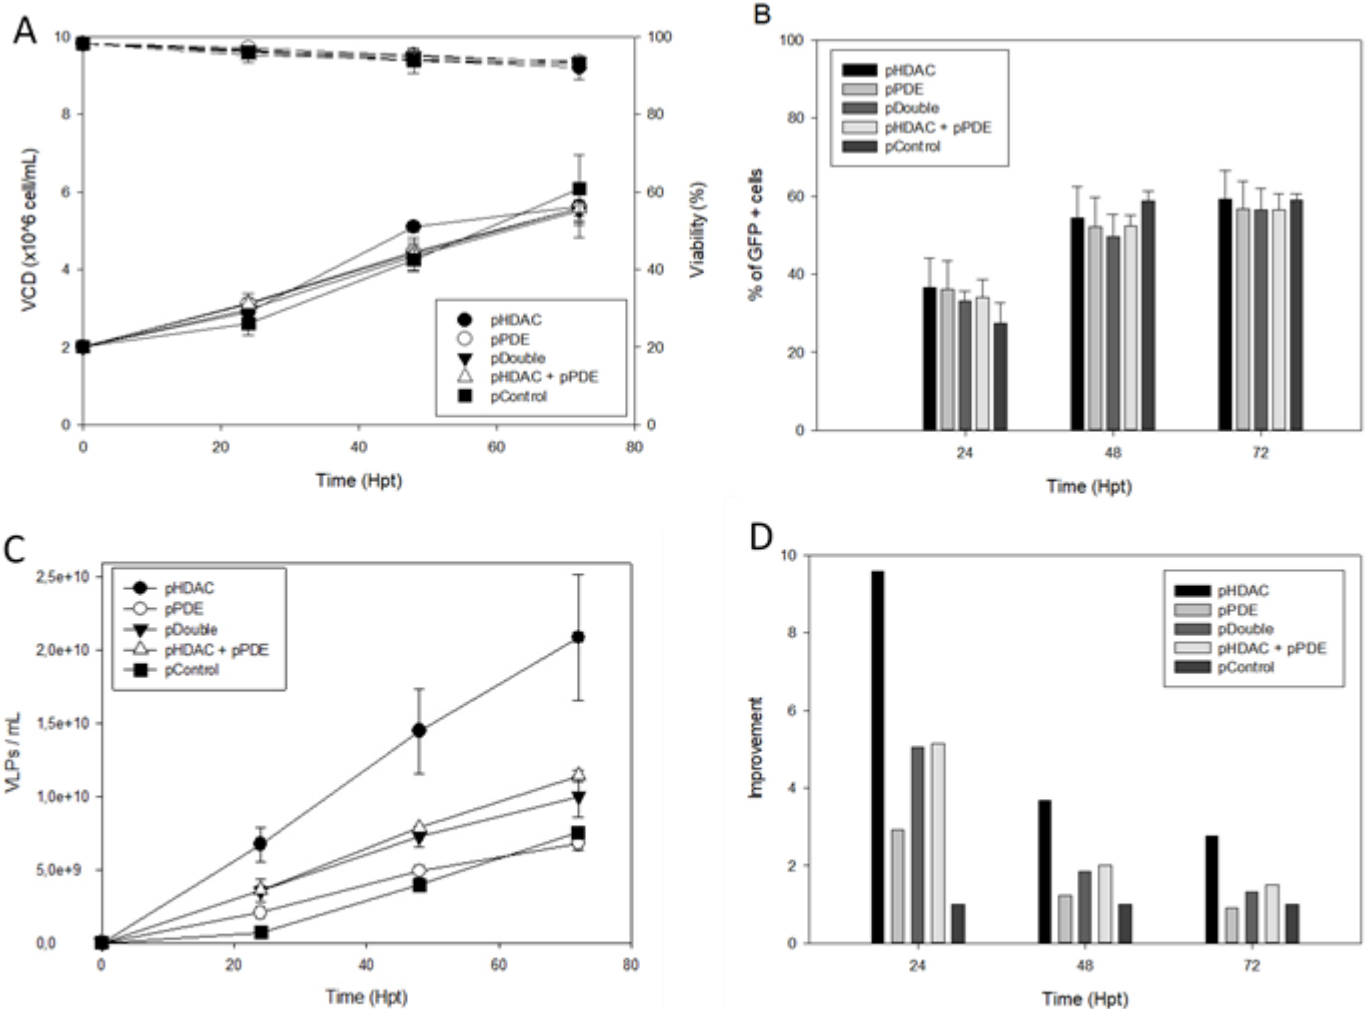 A
VCD (x10^6 cell/mL)
10
8
6
4
2
0
100
80
60
40
20
0
Viability (%)
pHDAC
pPDE
pDouble
pHDAC + pPDE
pControl
0
20
40
60
80
Time (Hpt)
B
% of GFP + cells
100
80
60
40
20
0
pHDAC
pPDE
pDouble
pHDAC + pPDE
pControl
24
48
72
Time (Hpt)
C
VLPs / mL
2,5e+10
2,0e+10
1,5e+10
1,0e+10
5,0e+9
0,0
pHDAC
pPDE
pDouble
pHDAC + pPDE
pControl
0
20
40
60
80
Time (Hpt)
D
Improvement
10
8
6
4
2
0
pHDAC
pPDE
pDouble
pHDAC + pPDE
pControl
24
48
72
Time (Hpt)